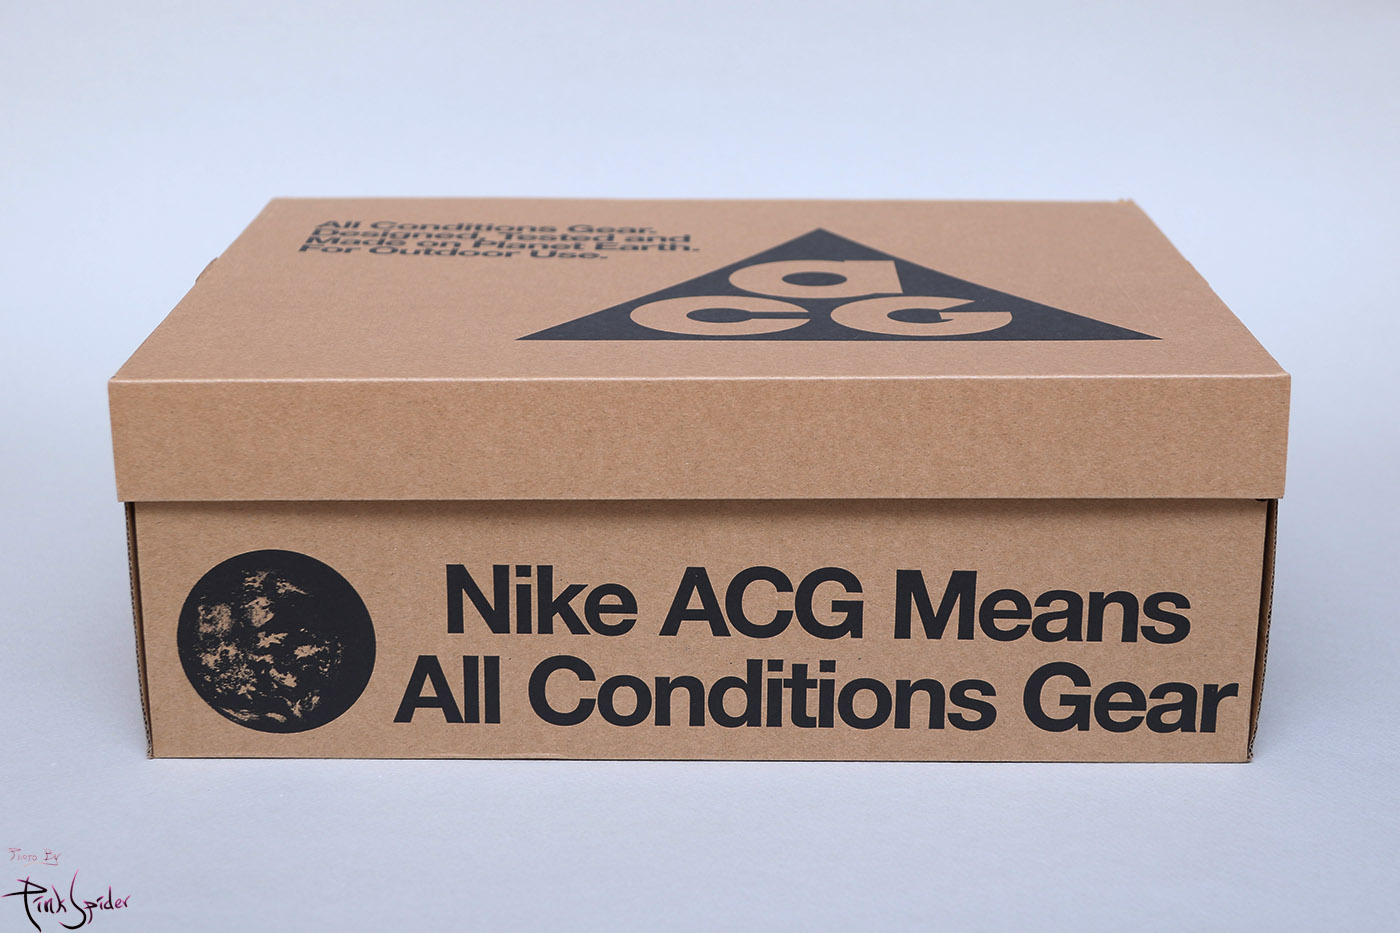 All Conditions Gear.
Designed, Tested and
Made on Planet Earth.
For Outdoor Use.
a
CG
Nike ACG Means
All Conditions Gear
Photo By
Pink Spider